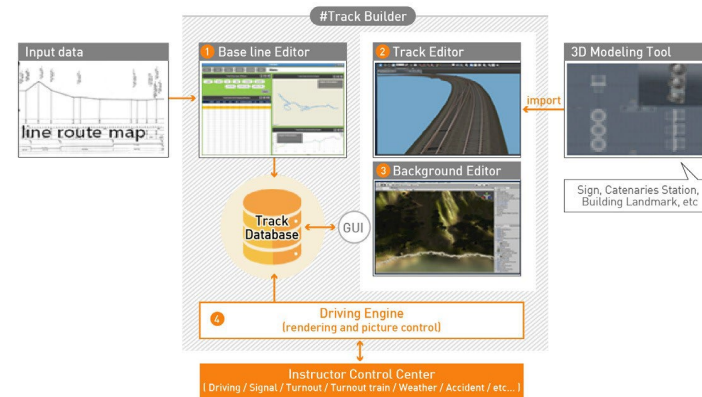 #Track Builder
Input data
1 Base line Editor
2 Track Editor
3D Modeling Tool
line route map
import
3 Background Editor
Sign, Catenaries Station,
Building Landmark, etc
Track
Database
GUI
4 Driving Engine
(rendering and picture control)
Instructor Control Center
( Driving / Signal / Turnout / Turnout train / Weather / Accident / etc... )